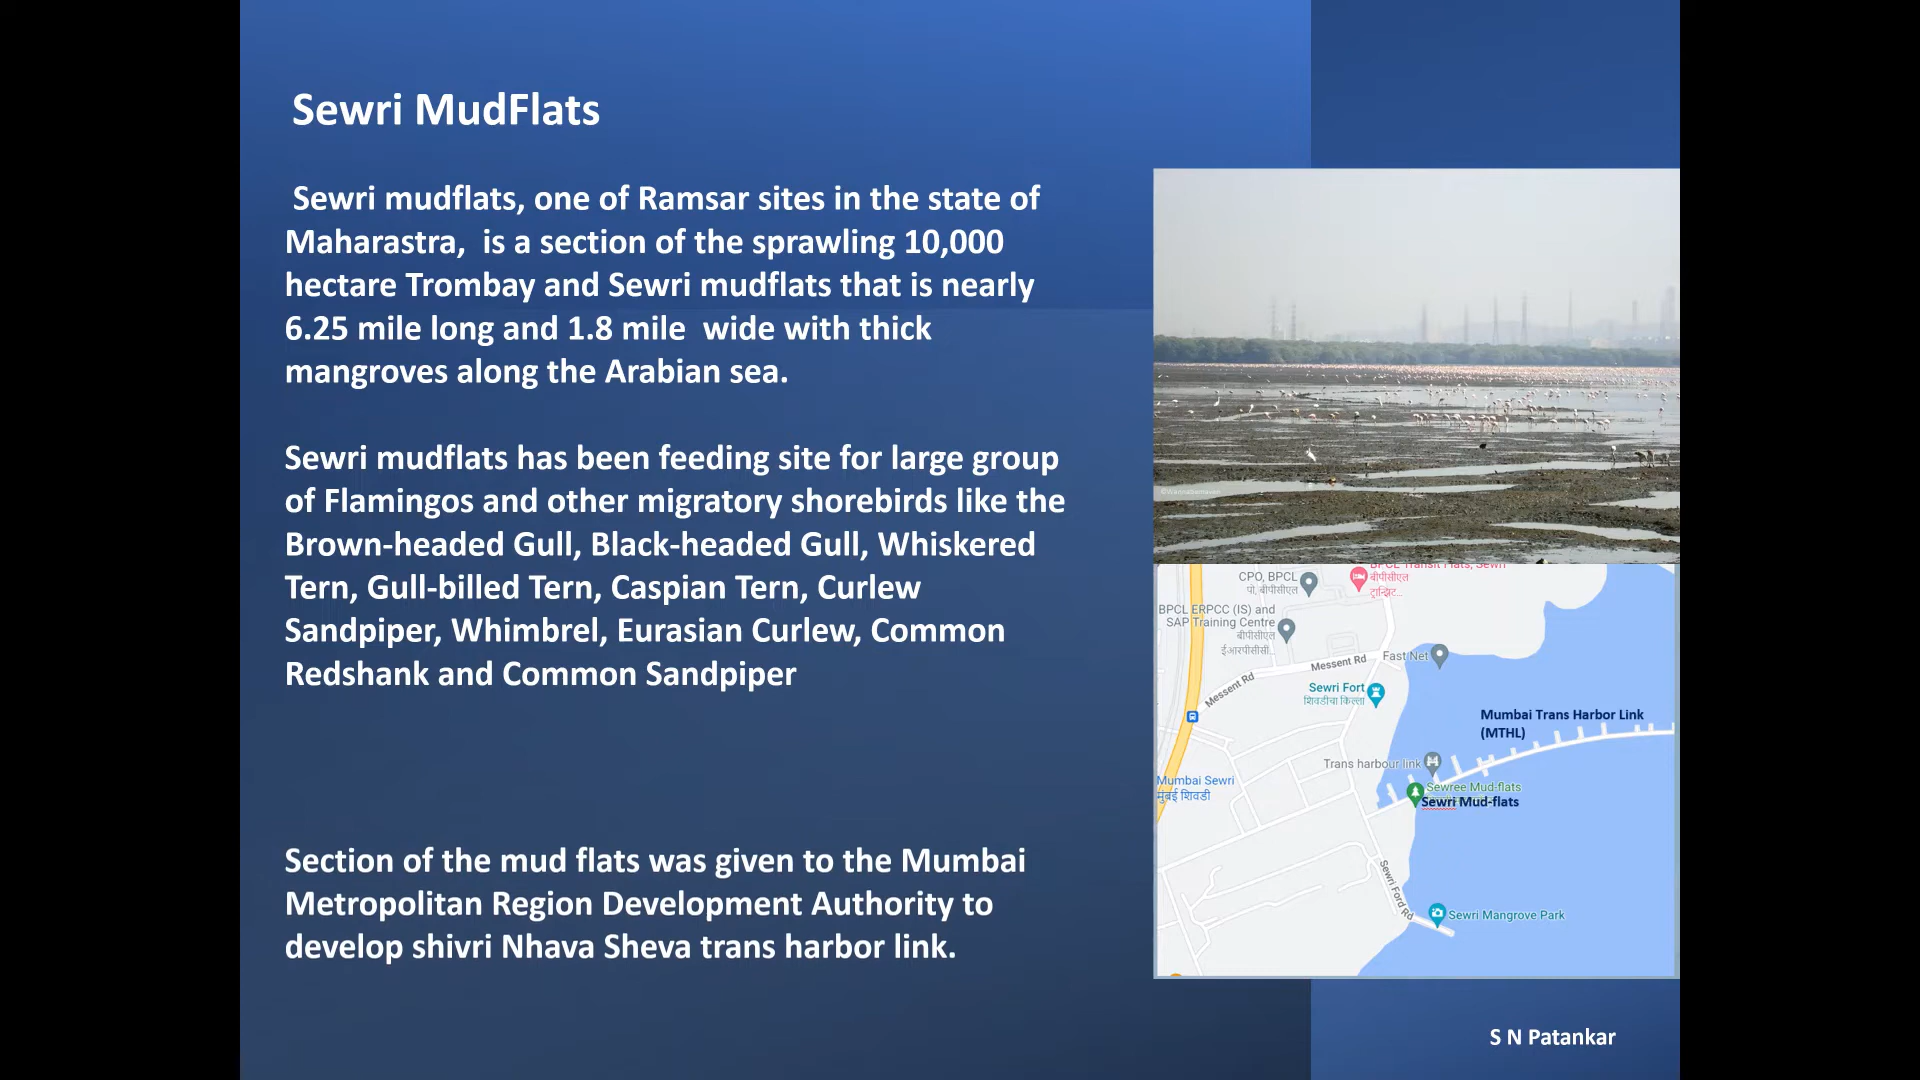 Sewri MudFlats
Sewri mudflats, one of Ramsar sites in the state of
Maharastra, is a section of the sprawling 10,000
hectare Trombay and Sewri mudflats that is nearly
6.25 mile long and 1.8 mile wide with thick
mangroves along the Arabian sea.
Sewri mudflats has been feeding site for large group
of Flamingos and other migratory shorebirds like the
Brown-headed Gull, Black-headed Gull, Whiskered
Tern, Gull-billed Tern, Caspian Tern, Curlew
Sandpiper, Whimbrel, Eurasian Curlew, Common
Redshank and Common Sandpiper
Section of the mud flats was given to the Mumbai
Metropolitan Region Development Authority to
develop shivri Nhava Sheva trans harbor link.
BPCL Transit Flats, Sewri
बीपीसीएल
ट्रान्झिट...
CPO, BPCL
पो, बीपीसीएल
BPCL ERPCC (IS) and
SAP Training Centre
बीपीसीएल
ईआरपीसीसी...
Messent Rd
Messent Rd
Fast Net
Sewri Fort
शिवडीचा किल्ला
Mumbai Trans Harbor Link
(MTHL)
Trans harbour link
Mumbai Sewri
मुंबई शिवडी
Sewree Mud-flats
Sewri Mud-flats
Sewri Ford Rd
Sewri Mangrove Park
S N Patankar